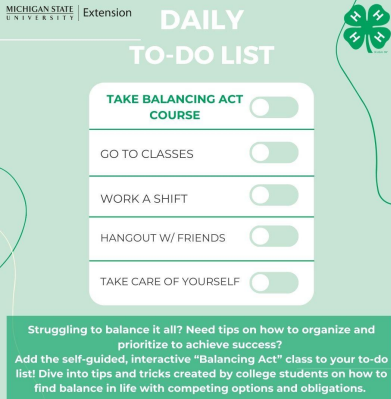 MICHIGAN STATE
UNIVERSITY
Extension
DAILY
TO-DO LIST
H H
H H
TAKE BALANCING ACT
COURSE
GO TO CLASSES
WORK A SHIFT
HANGOUT W/ FRIENDS
TAKE CARE OF YOURSELF
Struggling to balance it all? Need tips on how to organize and
prioritize to achieve success?
Add the self-guided, interactive “Balancing Act” class to your to-do
list! Dive into tips and tricks created by college students on how to
find balance in life with competing options and obligations.